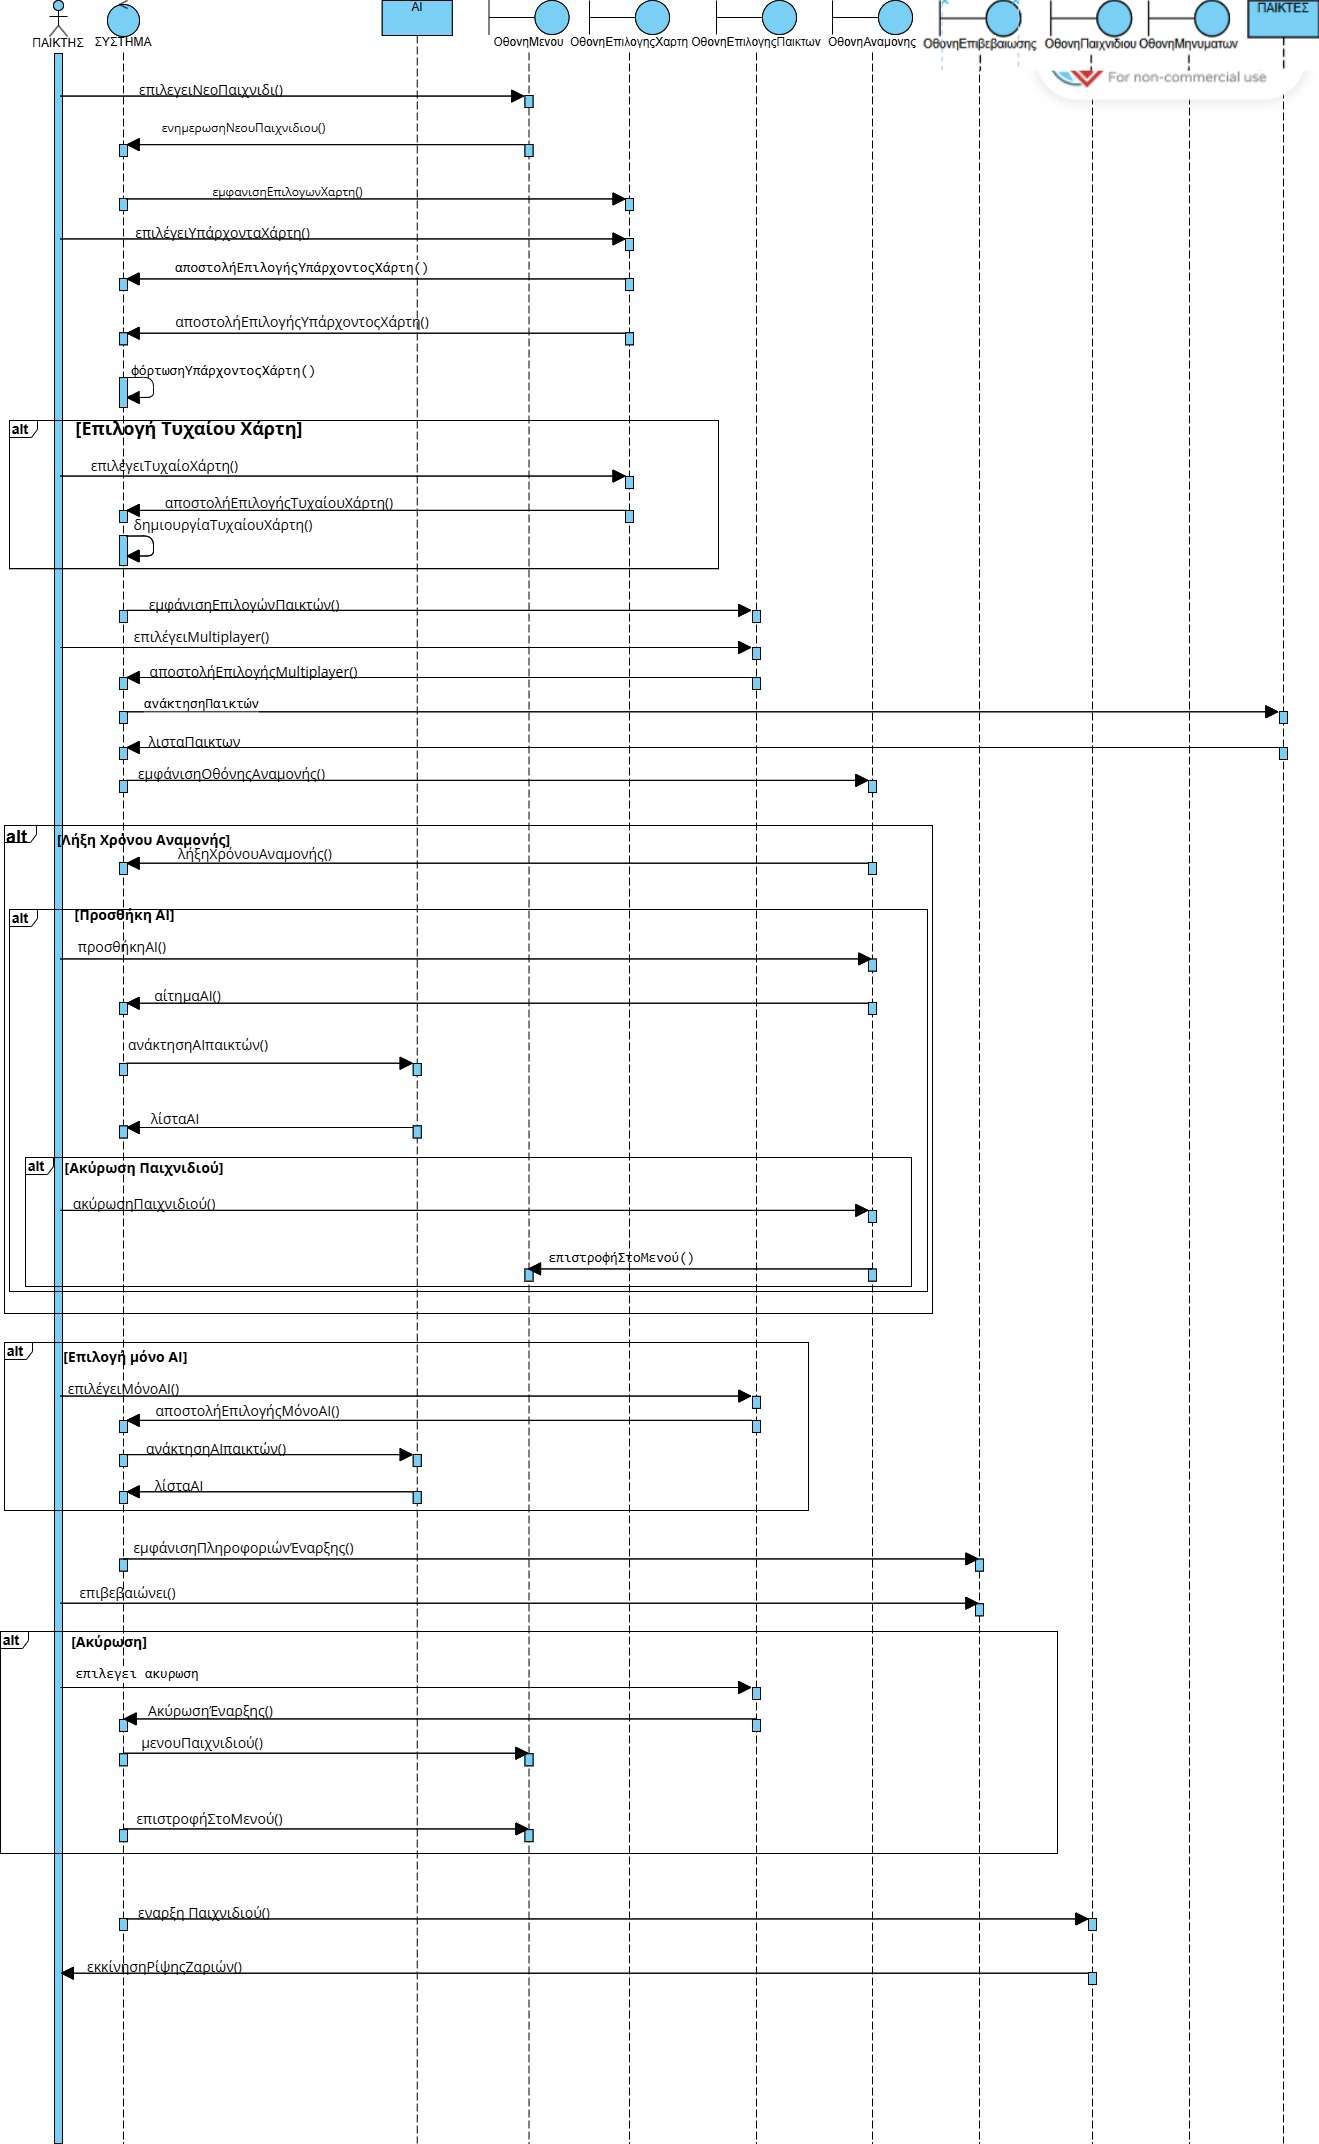 ΠΑΙΚΤΗΣ
ΣΥΣΤΗΜΑ
AI
ΟθονηΜενου
ΟθονηΕπιλογηςΧαρτη
ΟθονηΕπιλογηςΠαικτων
ΟθονηΑναμονης
ΟθονηΕπιβεβαιωσης
ΟθονηΠαιχνιδιου
ΟθονηΜηνυματων
ΠΑΙΚΤΕΣ
For non-commercial use
επιλεγειΝεοΠαιχνιδι()
ενημερωσηΝεουΠαιχνιδιου()
εμφανισηΕπιλογωνΧαρτη()
επιλέγειΥπάρχονταΧάρτη()
αποστολήΕπιλογήςΥπάρχοντοςΧάρτη()
αποστολήΕπιλογήςΥπάρχοντοςΧάρτη()
φόρτωσηΥπάρχοντοςΧάρτη()
alt
[Επιλογή Τυχαίου Χάρτη]
επιλέγειΤυχαίοΧάρτη()
αποστολήΕπιλογήςΤυχαίουΧάρτη()
δημιουργίαΤυχαίουΧάρτη()
εμφάνισηΕπιλογώνΠαικτών()
επιλέγειMultiplayer()
αποστολήΕπιλογήςMultiplayer()
ανάκτησηΠαικτών
λισταΠαικτων
εμφάνισηΟθόνηςΑναμονής()
alt
[Λήξη Χρόνου Αναμονής]
λήξηΧρόνουΑναμονής()
alt
[Προσθήκη AI]
προσθήκηAI()
αίτημαAI()
ανάκτησηAIπαικτών()
λίσταAI
alt
[Ακύρωση Παιχνιδιού]
ακύρωσηΠαιχνιδιού()
επιστροφήΣτοΜενού()
alt
[Επιλογή μόνο AI]
επιλέγειΜόνοAI()
αποστολήΕπιλογήςΜόνοAI()
ανάκτησηAIπαικτών()
λίσταAI
εμφάνισηΠληροφοριώνΈναρξης()
επιβεβαιώνει()
alt
[Ακύρωση]
επιλεγει ακυρωση
ΑκύρωσηΈναρξης()
μενουΠαιχνιδιού()
επιστροφήΣτοΜενού()
εναρξη Παιχνιδιού()
εκκίνησηΡίψηςΖαριών()